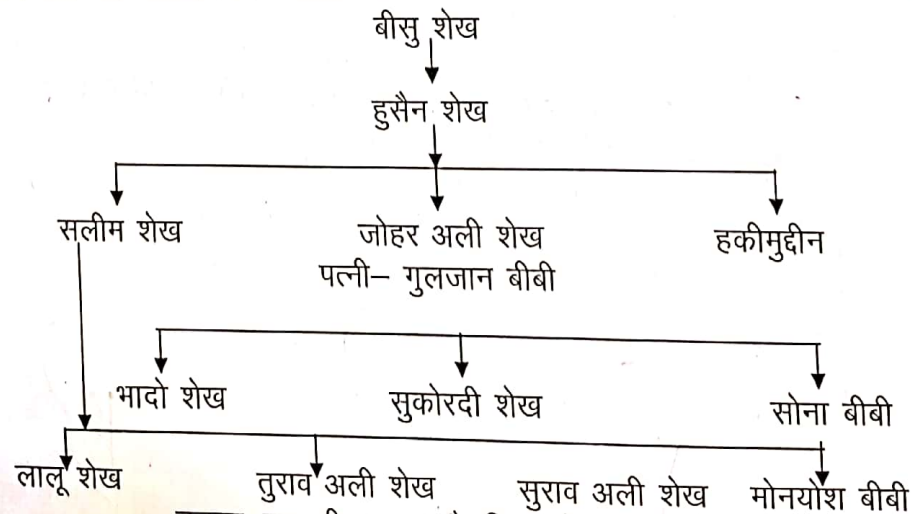 बीसु शेख
हुसैन शेख
सलीम शेख जोहर अली शेख हकीमुद्दीन
पत्नी– गुलजान बीबी
भादो शेख सुकोरदी शेख सोना बीबी
लालू शेख तुराव अली शेख सुराव अली शेख मोनयोश बीबी